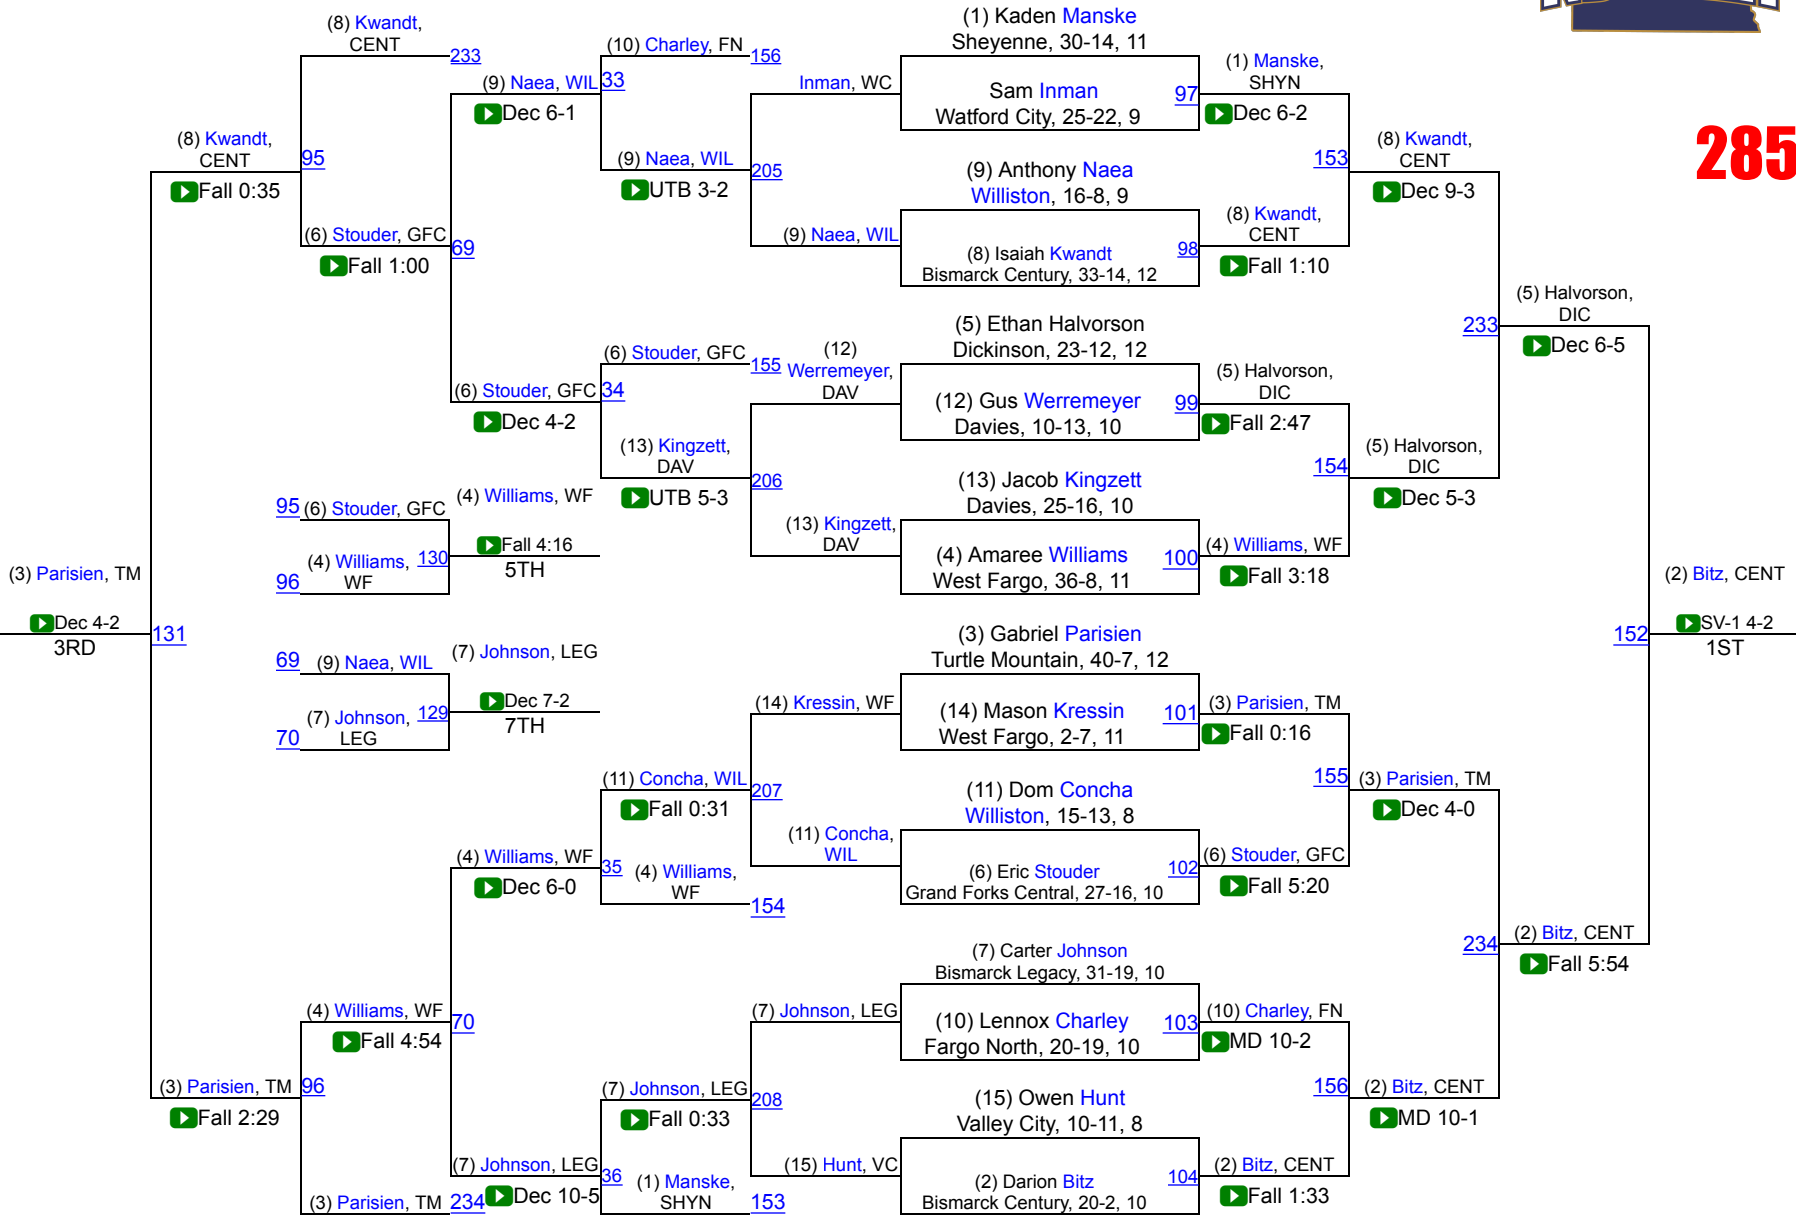 (8) Kwandt,
CENT
233
(8) Kwandt,
CENT
95
Fall 0:35
(6) Stouder, GFC
69
Fall 1:00
(9) Naea, WIL
33
Dec 6-1
(6) Stouder, GFC
34
Dec 4-2
(10) Charley, FN
156
(9) Naea, WIL
205
UTB 3-2
(6) Stouder, GFC
155
(13) Kingzett,
DAV
206
UTB 5-3
Inman, WC
(9) Naea, WIL
(12)
Werremeyer,
DAV
(13) Kingzett,
DAV
95
(6) Stouder, GFC
96
(4) Williams,
WF
130
(4) Williams, WF
Fall 4:16
5TH
69
(9) Naea, WIL
70
(7) Johnson,
LEG
129
(7) Johnson, LEG
Dec 7-2
7TH
(3) Parisien, TM
Dec 4-2
3RD
131
(14) Kressin, WF
(11) Concha, WIL
207
Fall 0:31
(11) Concha,
WIL
(4) Williams, WF
35
Dec 6-0
(4) Williams,
WF
154
(4) Williams, WF
70
Fall 4:54
(3) Parisien, TM
96
Fall 2:29
(7) Johnson, LEG
(7) Johnson, LEG
208
Fall 0:33
(15) Hunt, VC
(7) Johnson, LEG
36
Dec 10-5
(1) Manske,
SHYN
153
(3) Parisien, TM
234
(1) Kaden Manske
Sheyenne, 30-14, 11
Sam Inman
Watford City, 25-22, 9
97
(9) Anthony Naea
Williston, 16-8, 9
(8) Isaiah Kwandt
Bismarck Century, 33-14, 12
98
(5) Ethan Halvorson
Dickinson, 23-12, 12
(12) Gus Werremeyer
Davies, 10-13, 10
99
(13) Jacob Kingzett
Davies, 25-16, 10
(4) Amaree Williams
West Fargo, 36-8, 11
100
(3) Gabriel Parisien
Turtle Mountain, 40-7, 12
(14) Mason Kressin
West Fargo, 2-7, 11
101
(11) Dom Concha
Williston, 15-13, 8
(6) Eric Stouder
Grand Forks Central, 27-16, 10
102
(7) Carter Johnson
Bismarck Legacy, 31-19, 10
(10) Lennox Charley
Fargo North, 20-19, 10
103
(15) Owen Hunt
Valley City, 10-11, 8
(2) Darion Bitz
Bismarck Century, 20-2, 10
104
(1) Manske,
SHYN
Dec 6-2
(8) Kwandt,
CENT
Fall 1:10
153
(8) Kwandt,
CENT
Dec 9-3
(5) Halvorson,
DIC
Fall 2:47
(4) Williams, WF
Fall 3:18
154
(5) Halvorson,
DIC
Dec 5-3
233
(5) Halvorson,
DIC
Dec 6-5
(3) Parisien, TM
Fall 0:16
(6) Stouder, GFC
Fall 5:20
155
(3) Parisien, TM
Dec 4-0
(10) Charley, FN
MD 10-2
(2) Bitz, CENT
Fall 1:33
156
(2) Bitz, CENT
MD 10-1
234
(2) Bitz, CENT
Fall 5:54
152
(2) Bitz, CENT
SV-1 4-2
1ST
285